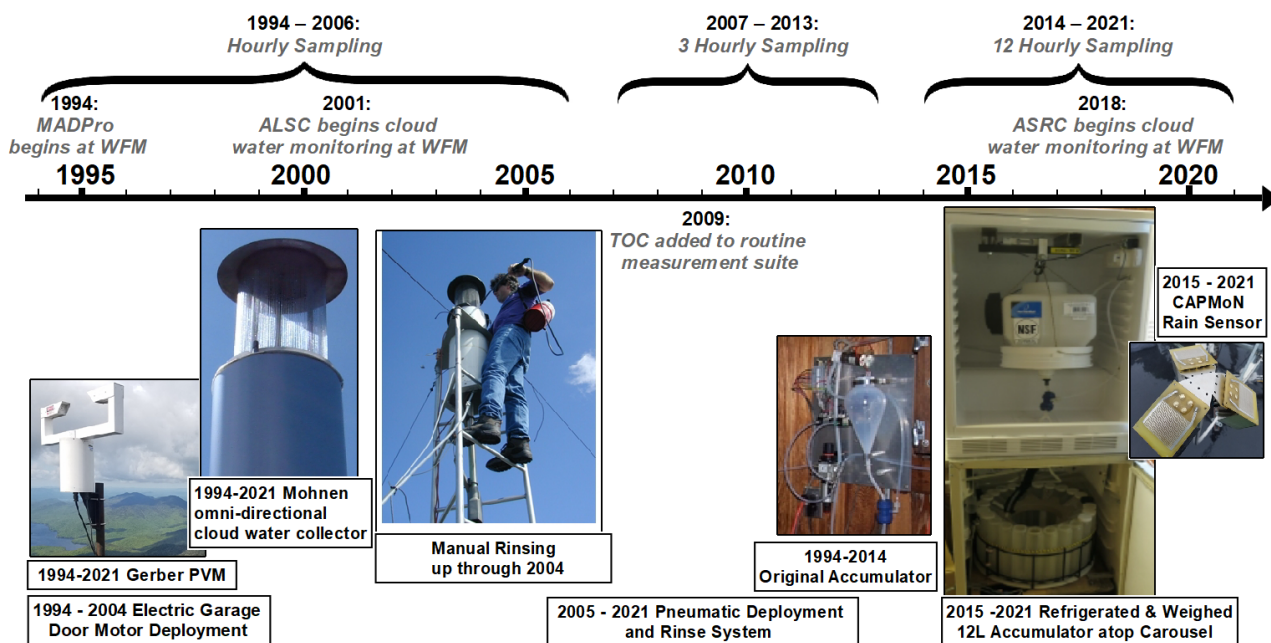 1994 – 2006:
Hourly Sampling
2007 – 2013:
3 Hourly Sampling
2014 – 2021:
12 Hourly Sampling
1994:
MADPro
begins at WFM
2001:
ALSC begins cloud
water monitoring at WFM
2018:
ASRC begins cloud
water monitoring at WFM
1995
2000
2005
2010
2015
2020
2009:
TOC added to routine
measurement suite
2015 - 2021
CAPMoN
Rain Sensor
NSF
1994-2021 Mohnen
omni-directional
cloud water collector
Manual Rinsing
up through 2004
1994-2014
Original Accumulator
1994-2021 Gerber PVM
1994 - 2004 Electric Garage
Door Motor Deployment
2005 - 2021 Pneumatic Deployment
and Rinse System
2015 -2021 Refrigerated & Weighed
12L Accumulator atop Carousel